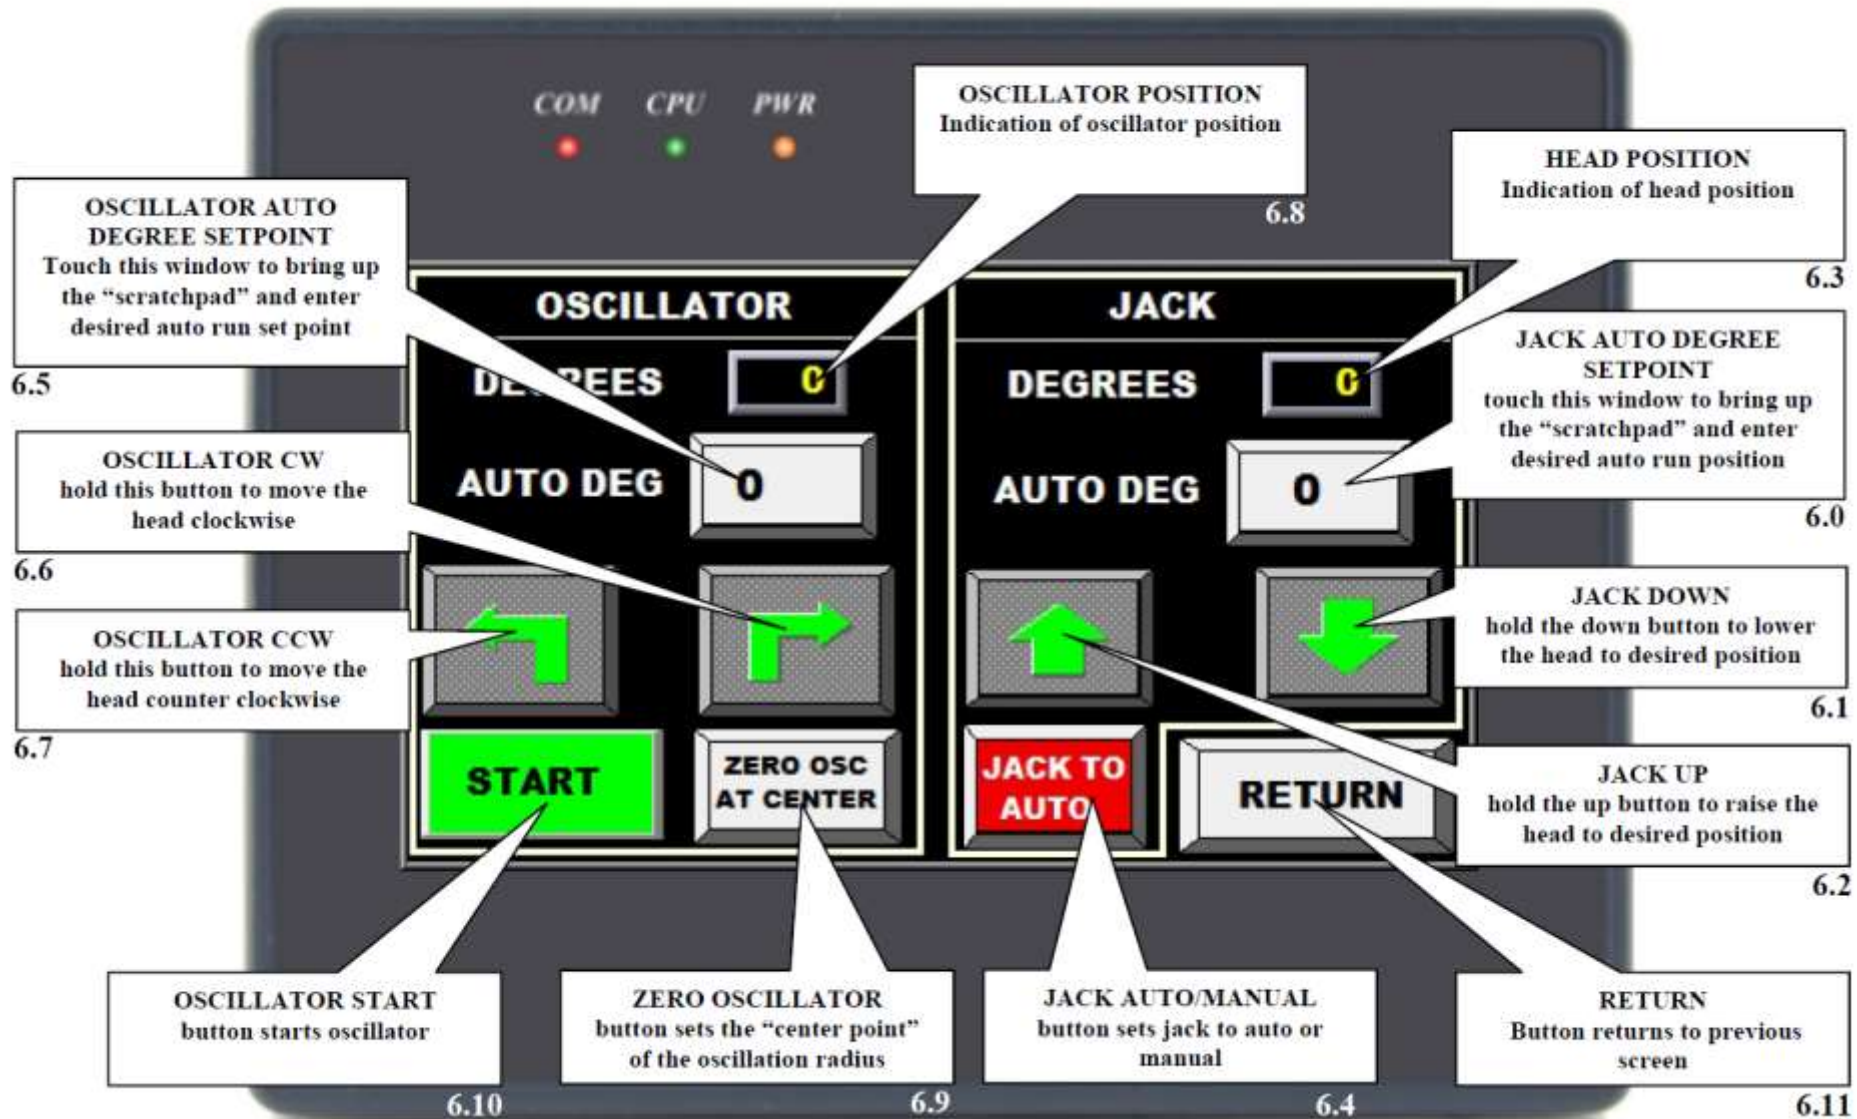 COM CPU PWR
OSCILLATOR POSITION
Indication of oscillator position
6.8
HEAD POSITION
Indication of head position
6.3
OSCILLATOR AUTO
DEGREE SETPOINT
Touch this window to bring up
the “scratchpad” and enter
desired auto run set point
6.5
OSCILLATOR CW
hold this button to move the
head clockwise
6.6
OSCILLATOR CCW
hold this button to move the
head counter clockwise
6.7
OSCILLATOR
DEGREES 0
AUTO DEG 0
START
ZERO OSC
AT CENTER
JACK
DEGREES 0
AUTO DEG 0
JACK TO
AUTO
RETURN
JACK AUTO DEGREE
SETPOINT
touch this window to bring up
the “scratchpad” and enter
desired auto run position
6.0
JACK DOWN
hold the down button to lower
the head to desired position
6.1
JACK UP
hold the up button to raise the
head to desired position
6.2
OSCILLATOR START
button starts oscillator
6.10
ZERO OSCILLATOR
button sets the “center point”
of the oscillation radius
6.9
JACK AUTO/MANUAL
button sets jack to auto or
manual
6.4
RETURN
Button returns to previous
screen
6.11